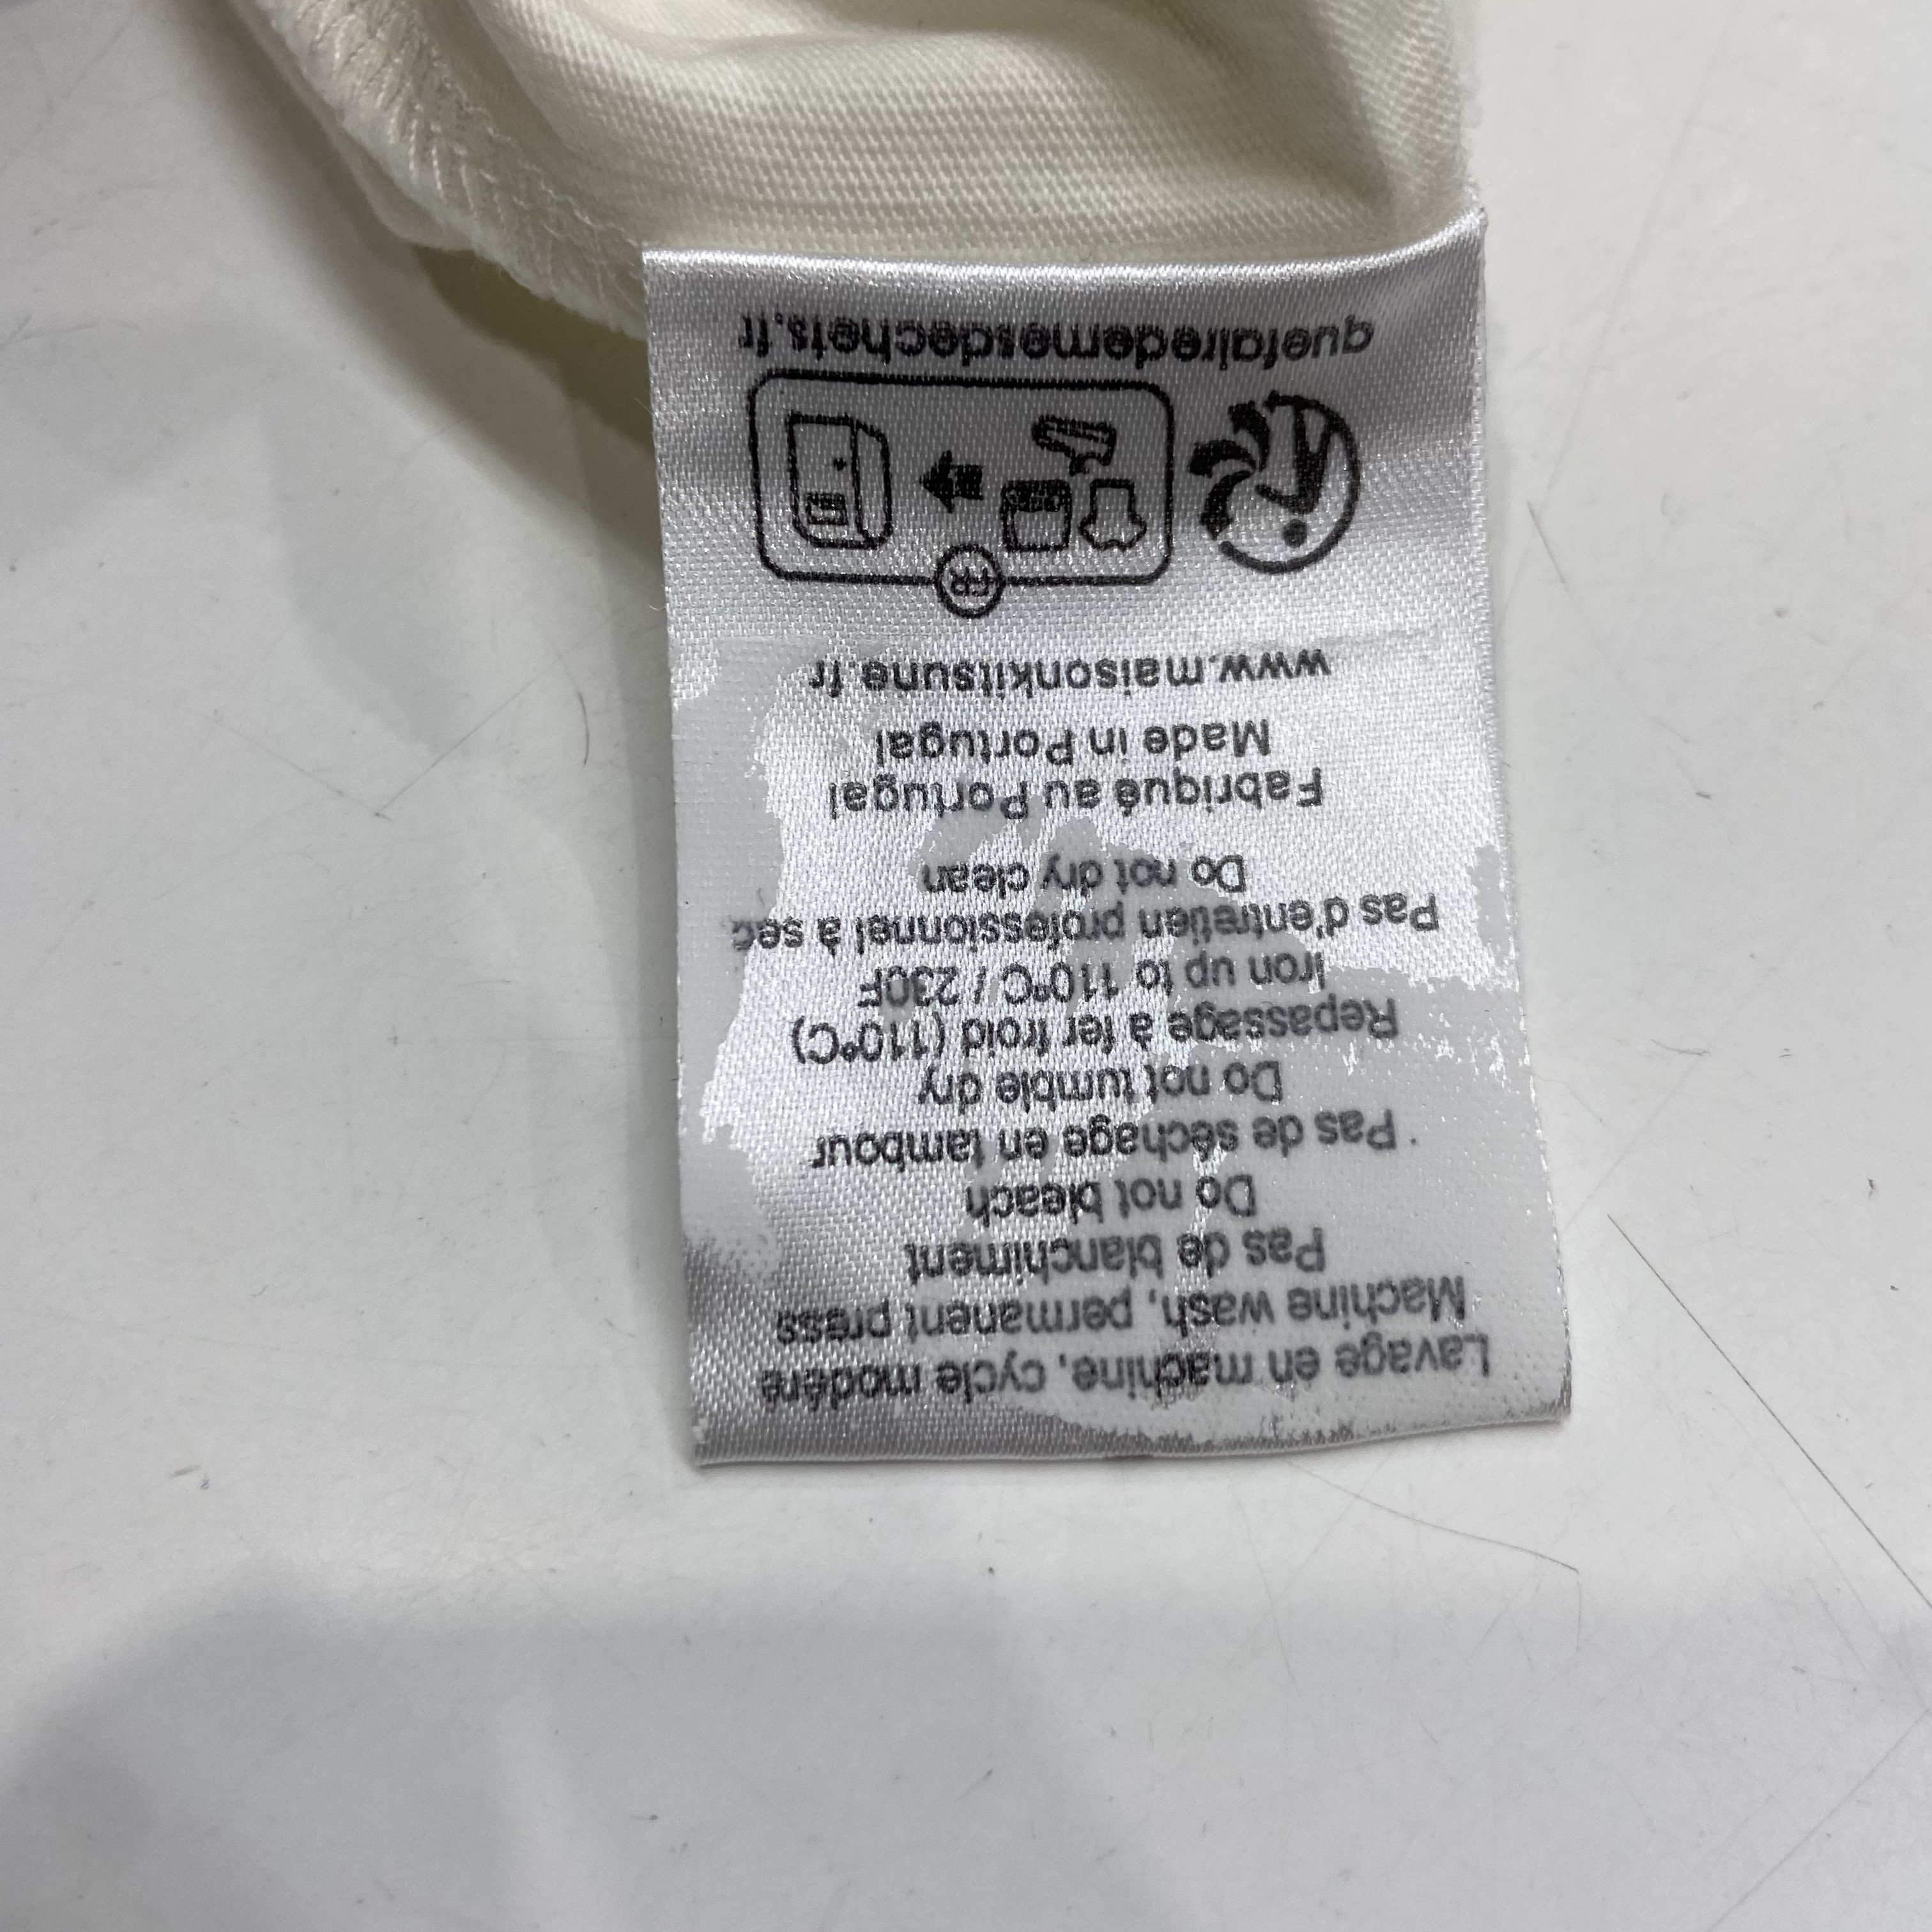 Lavage en machine, cycle modéré
Machine wash, permanent press
Pas de blanchiment
Do not bleach
Pas de séchage en tambour
Do not tumble dry
Repassage à fer froid (110°C)
Iron up to 110°C / 230F
Pas d'entretien professionnel à sec
Do not dry clean
Fabriqué au Portugal
Made in Portugal
www.maisonkitsune.fr
FR
quefairedemesdechets.fr